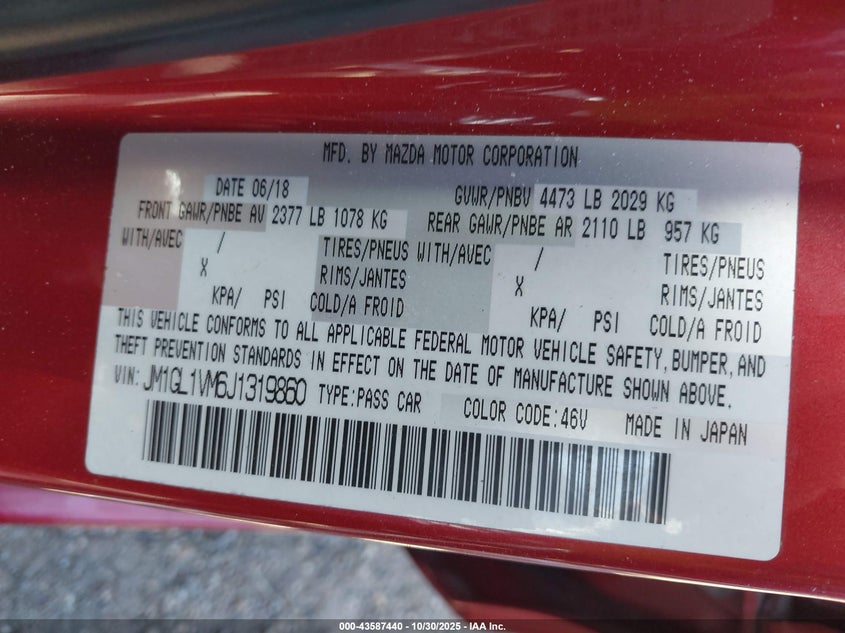 MFD. BY MAZDA MOTOR CORPORATION
DATE 06/18 GVWR/PNBV 4473 LB 2029 KG
FRONT GAWR/PNBE AV 2377 LB 1078 KG REAR GAWR/PNBE AR 2110 LB 957 KG
WITH/AVEC / TIRES/PNEUS WITH/AVEC / TIRES/PNEUS
X RIMS/JANTES X RIMS/JANTES
KPA/ PSI COLD/A FROID KPA/ PSI COLD/A FROID
THIS VEHICLE CONFORMS TO ALL APPLICABLE FEDERAL MOTOR VEHICLE SAFETY, BUMPER, AND
THEFT PREVENTION STANDARDS IN EFFECT ON THE DATE OF MANUFACTURE SHOWN ABOVE.
VIN: JM1GL1VM6J1319860 TYPE: PASS CAR COLOR CODE: 46V MADE IN JAPAN
000-43587440 - 10/30/2025 - IAA Inc.